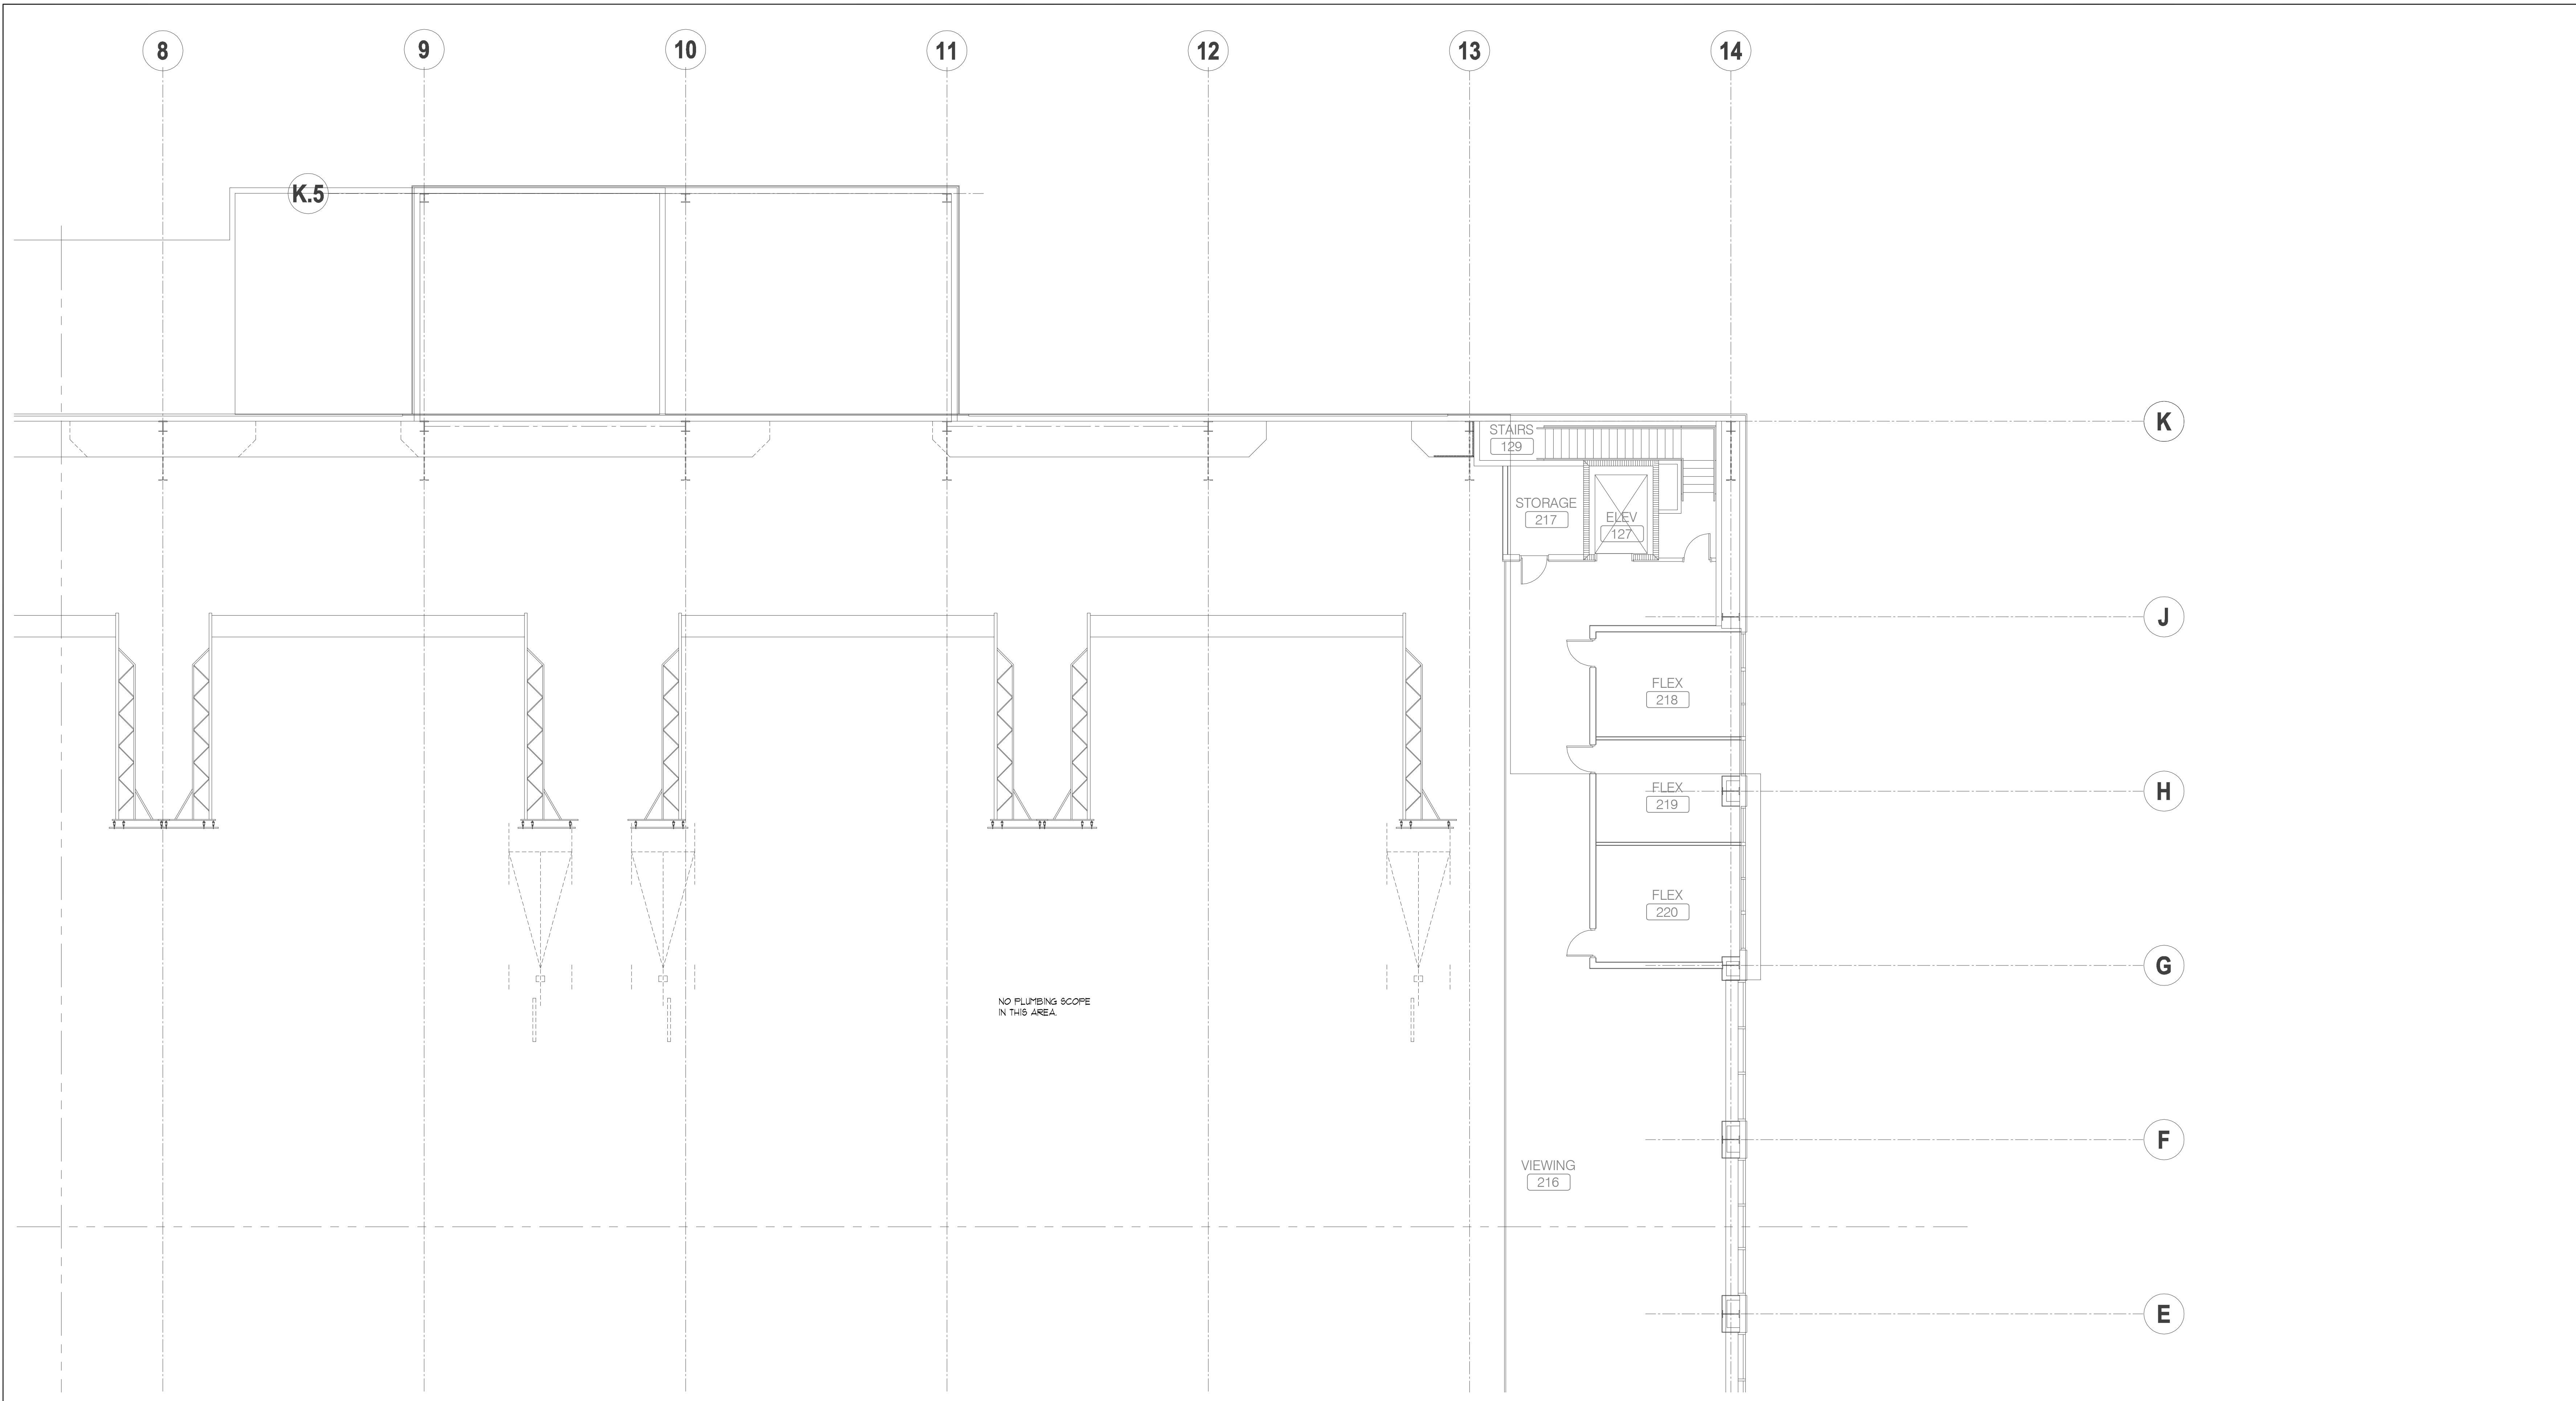 8
9
10
11
12
13
14
K.5
K
STAIRS
129
STORAGE
217
ELEV
127
J
FLEX
218
H
FLEX
219
FLEX
220
G
NO PLUMBING SCOPE
IN THIS AREA.
F
VIEWING
216
E